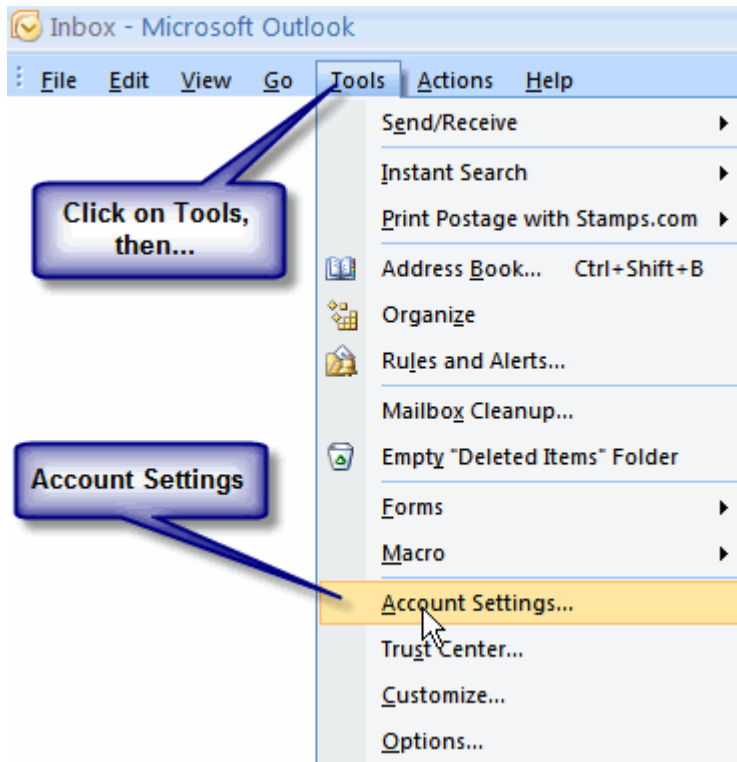 Inbox - Microsoft Outlook
File Edit View Go Tools Actions Help
Click on Tools,
then...
Send/Receive
Instant Search
Print Postage with Stamps.com
Address Book... Ctrl+Shift+B
Organize
Rules and Alerts...
Mailbox Cleanup...
Empty "Deleted Items" Folder
Account Settings
Forms
Macro
Account Settings...
Trust Center...
Customize...
Options...